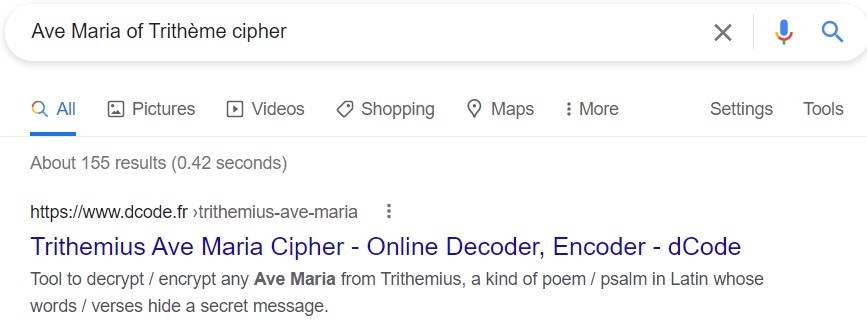 Ave Maria of Trithème cipher
All Pictures Videos Shopping Maps More Settings Tools
About 155 results (0.42 seconds)
https://www.dcode.fr ›trithemius-ave-maria
Trithemius Ave Maria Cipher - Online Decoder, Encoder - dCode
Tool to decrypt / encrypt any Ave Maria from Trithemius, a kind of poem / psalm in Latin whose
words / verses hide a secret message.